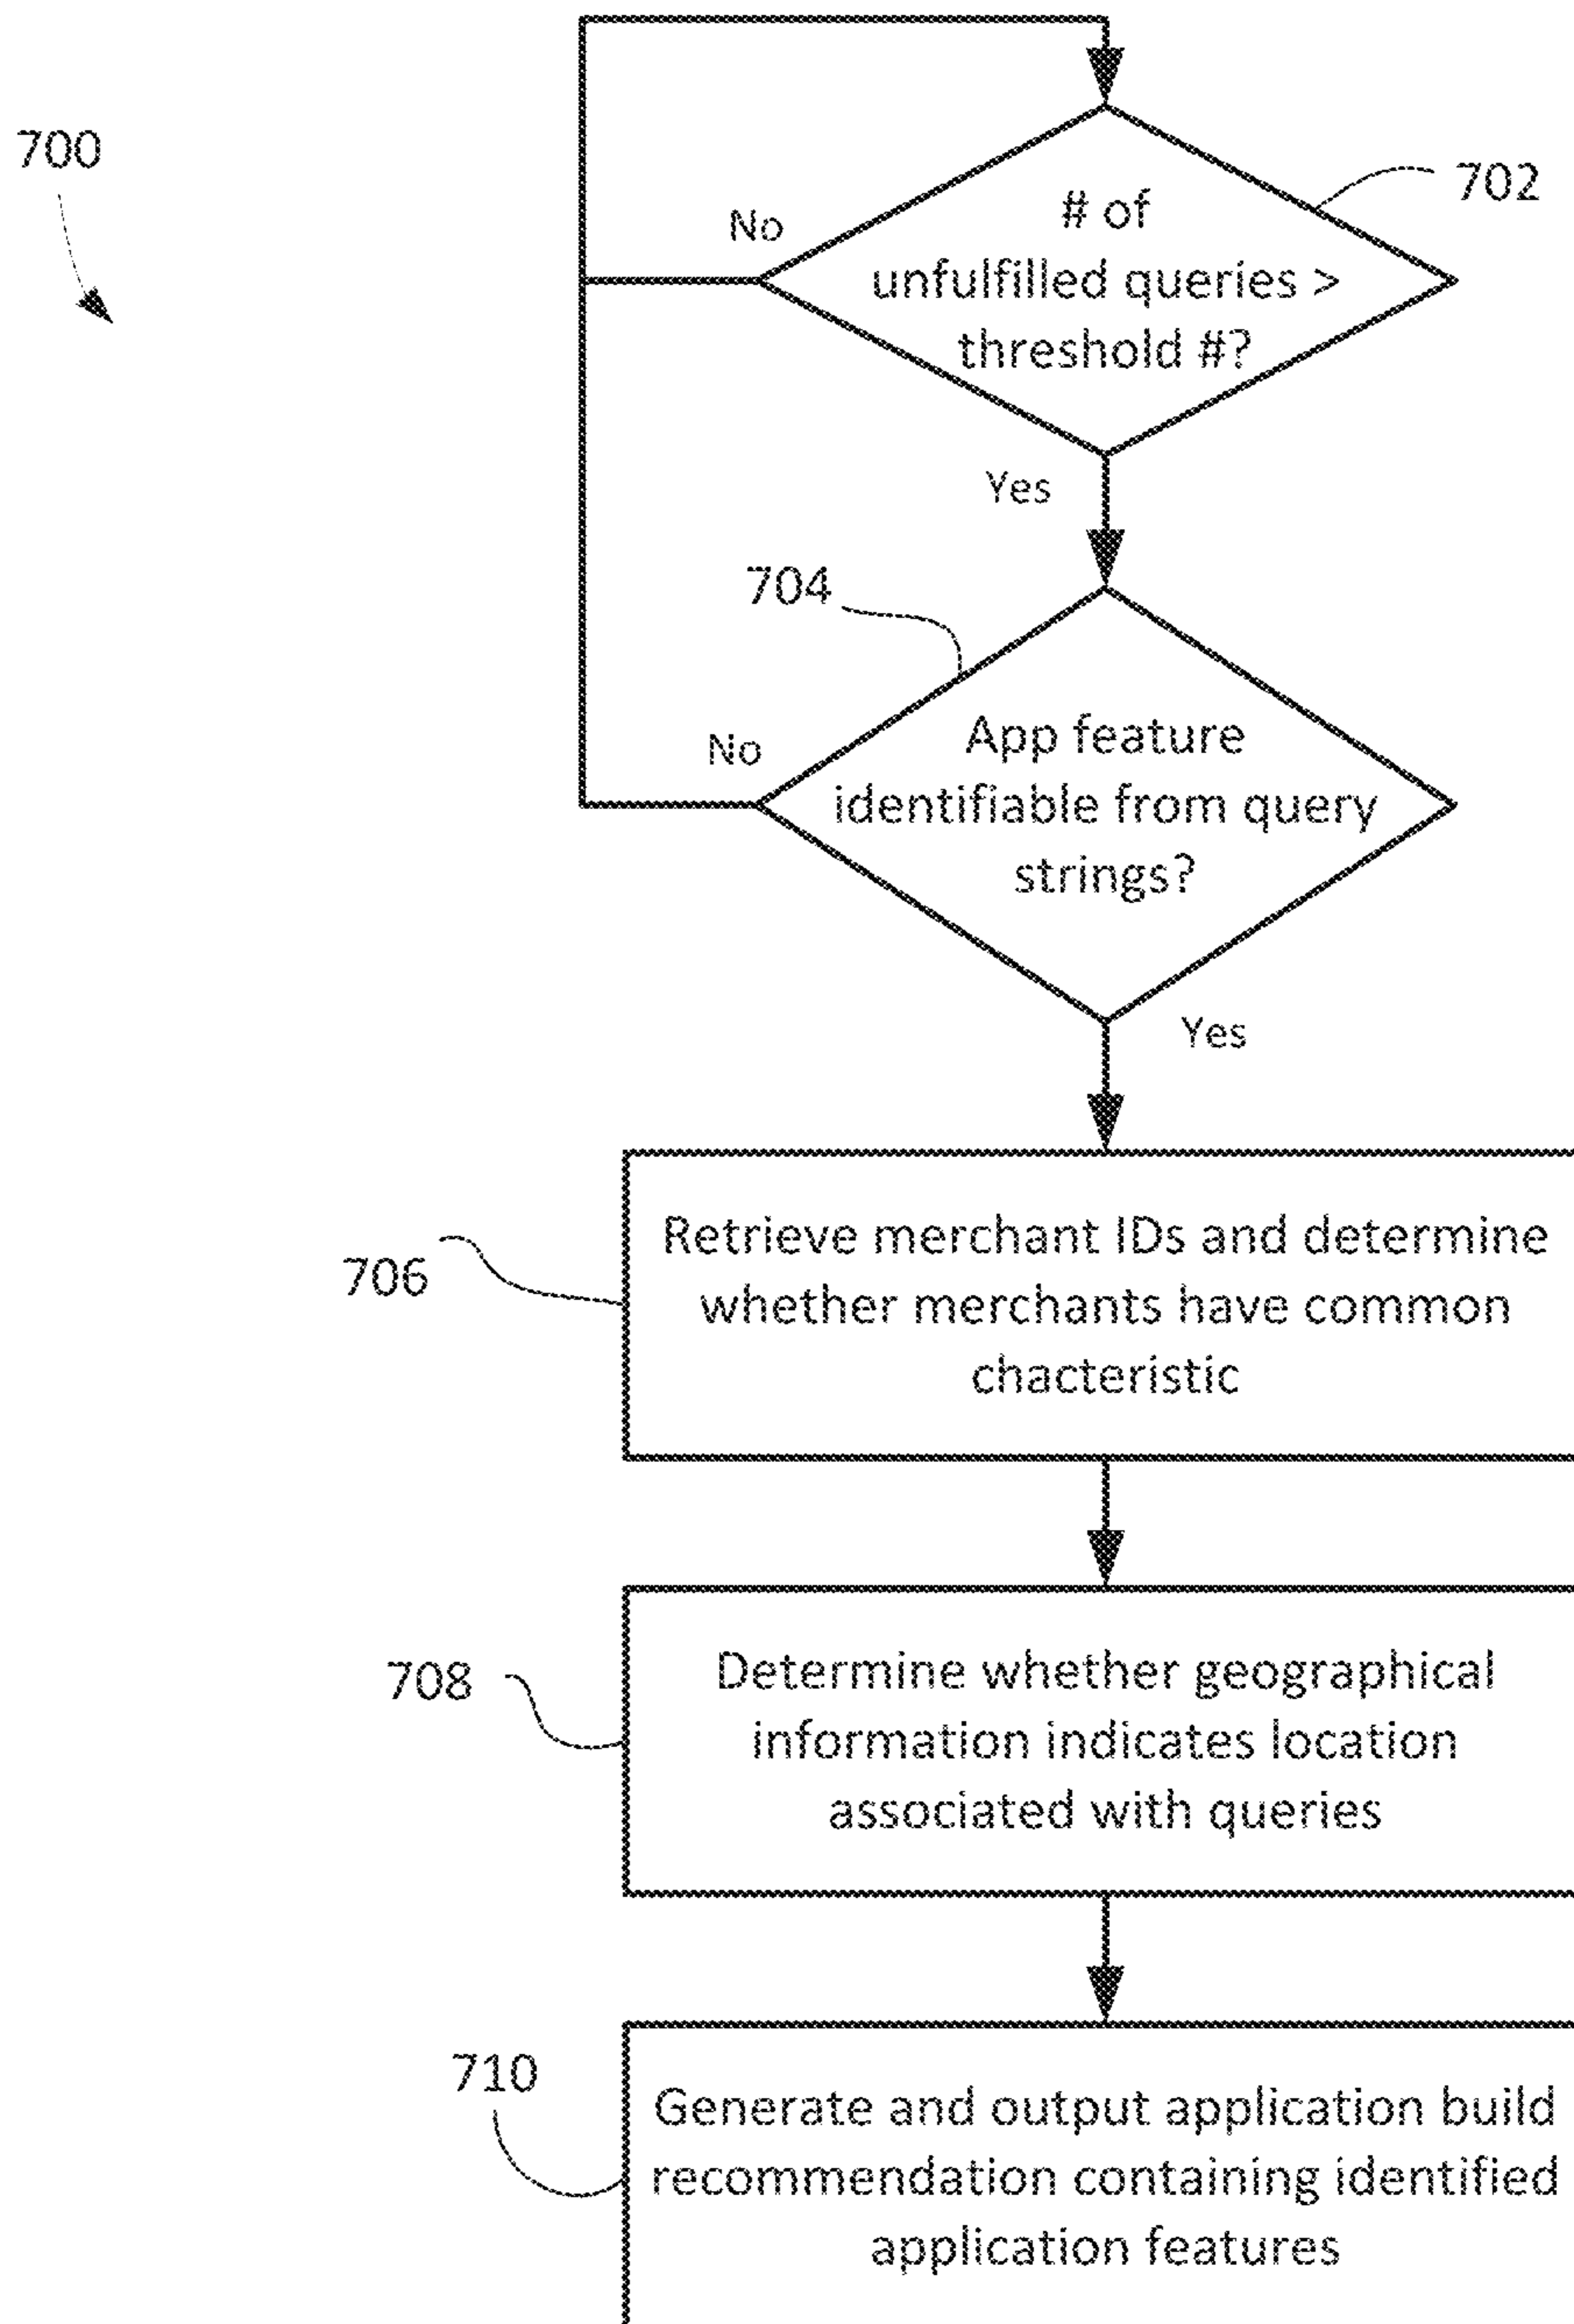 700
702
No
# of
unfulfilled queries >
threshold #?
Yes
704
No
App feature
identifiable from query
strings?
Yes
706
Retrieve merchant IDs and determine
whether merchants have common
chacteristic
708
Determine whether geographical
information indicates location
associated with queries
710
Generate and output application build
recommendation containing identified
application features